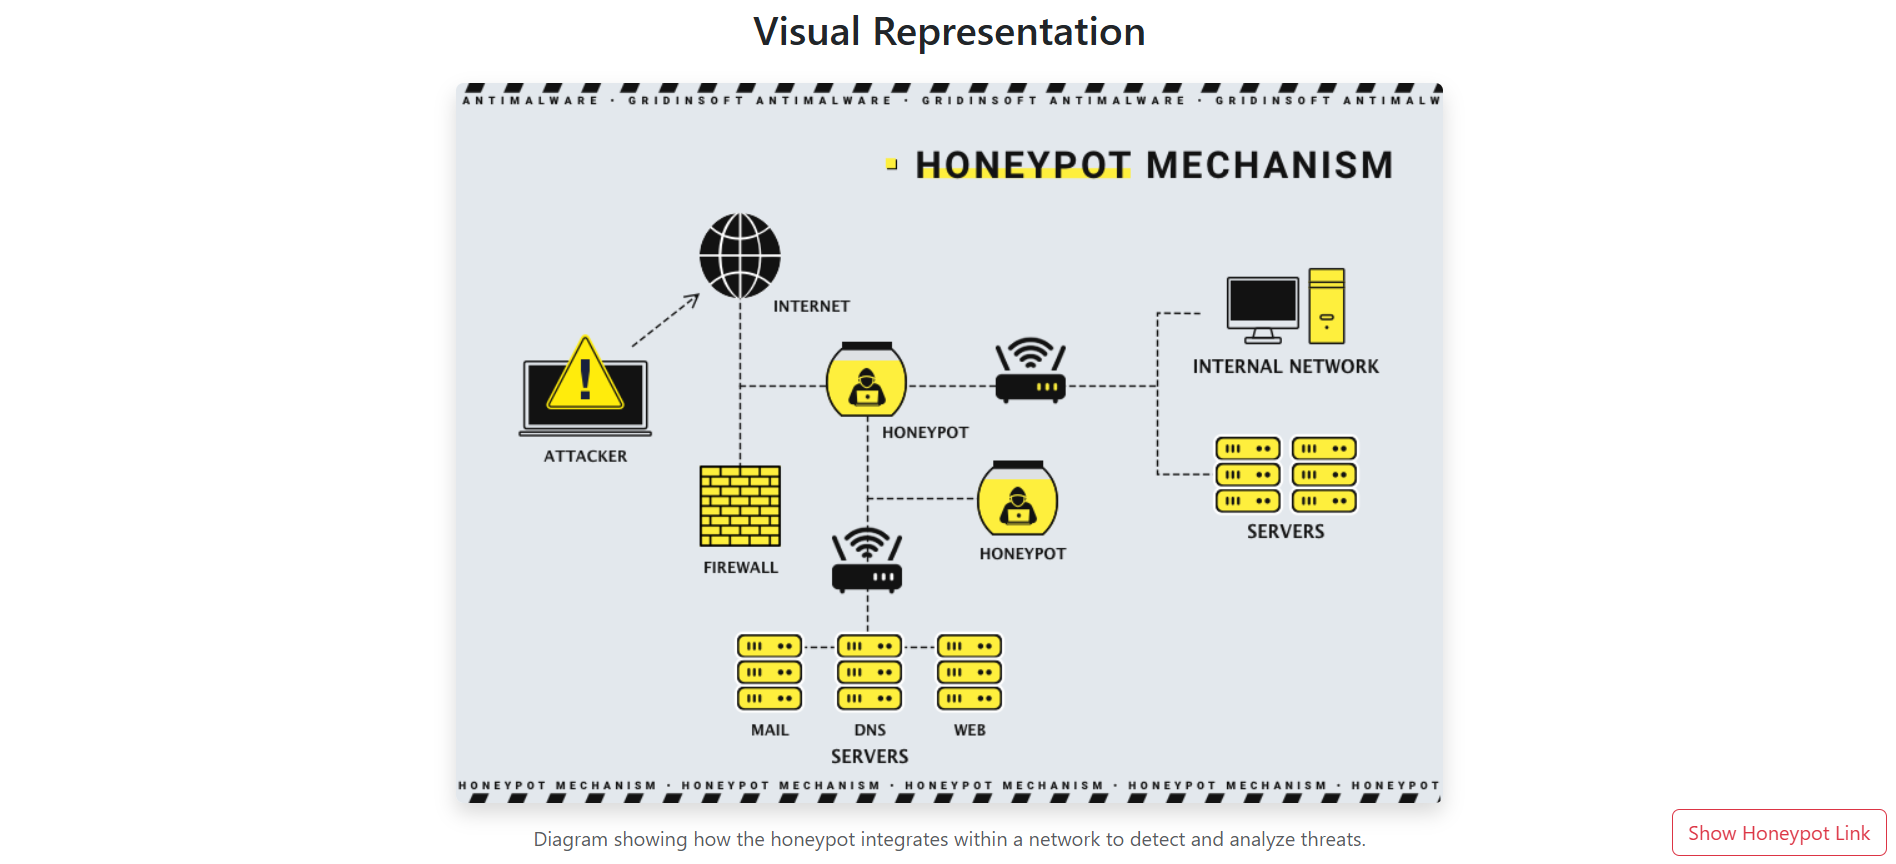 Visual Representation
ANTIMALWARE • GRIDINSOFT ANTIMALWARE • GRIDINSOFT ANTIMALWARE • GRIDINSOFT ANTIMALW
HONEYPOT MECHANISM
INTERNET
INTERNAL NETWORK
HONEYPOT
ATTACKER
SERVERS
HONEYPOT
FIREWALL
MAIL DNS WEB
SERVERS
HONEYPOT MECHANISM • HONEYPOT MECHANISM • HONEYPOT MECHANISM • HONEYPOT MECHANISM • HONEYPOT
Diagram showing how the honeypot integrates within a network to detect and analyze threats.
Show Honeypot Link